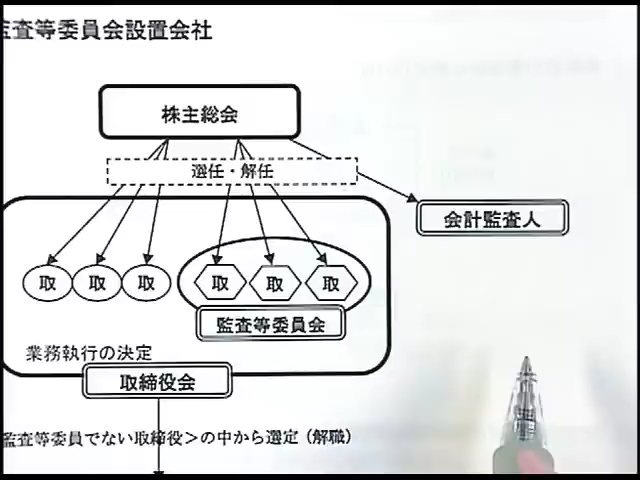 監査等委員会設置会社
株主総会
選任・解任
会計監査人
取 取 取 取 取 取
監査等委員会
業務執行の決定
取締役会
監査等委員でない取締役＞の中から選定（解職）